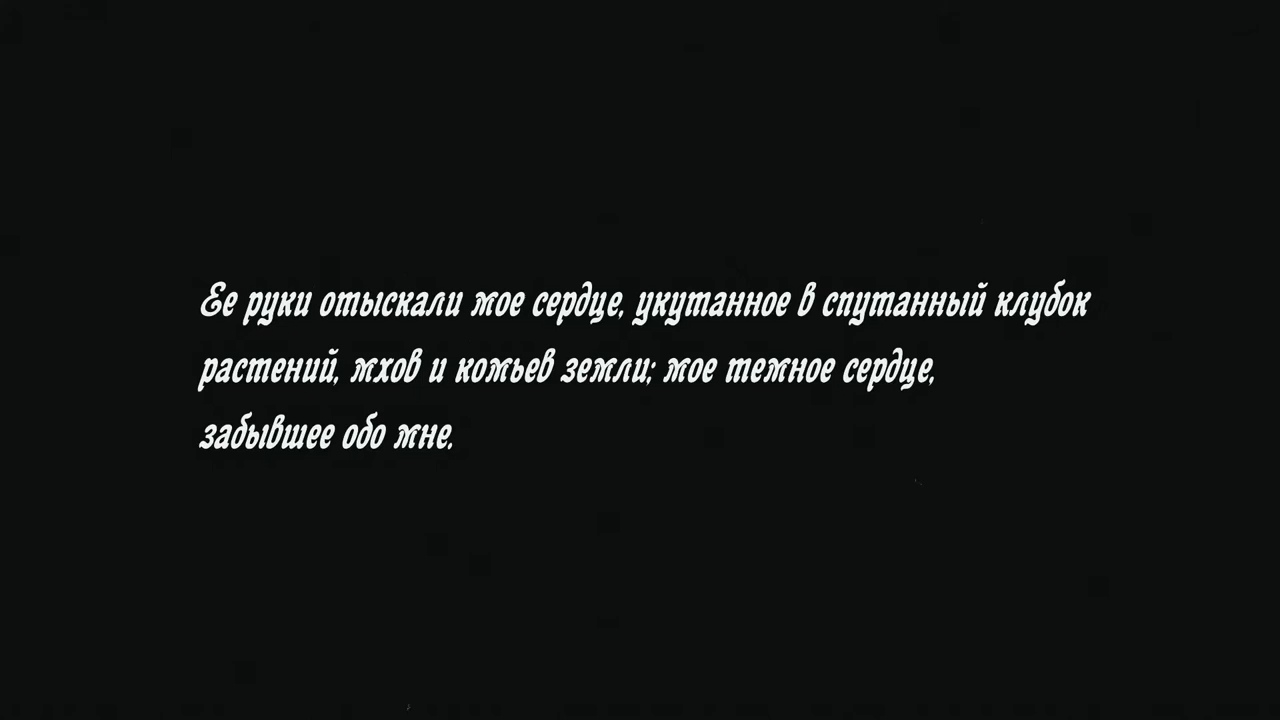 Ее руки отыскали мое сердце, укутанное в спутанный клубок
растений, мхов и комьев земли; мое темное сердце,
забывшее обо мне.